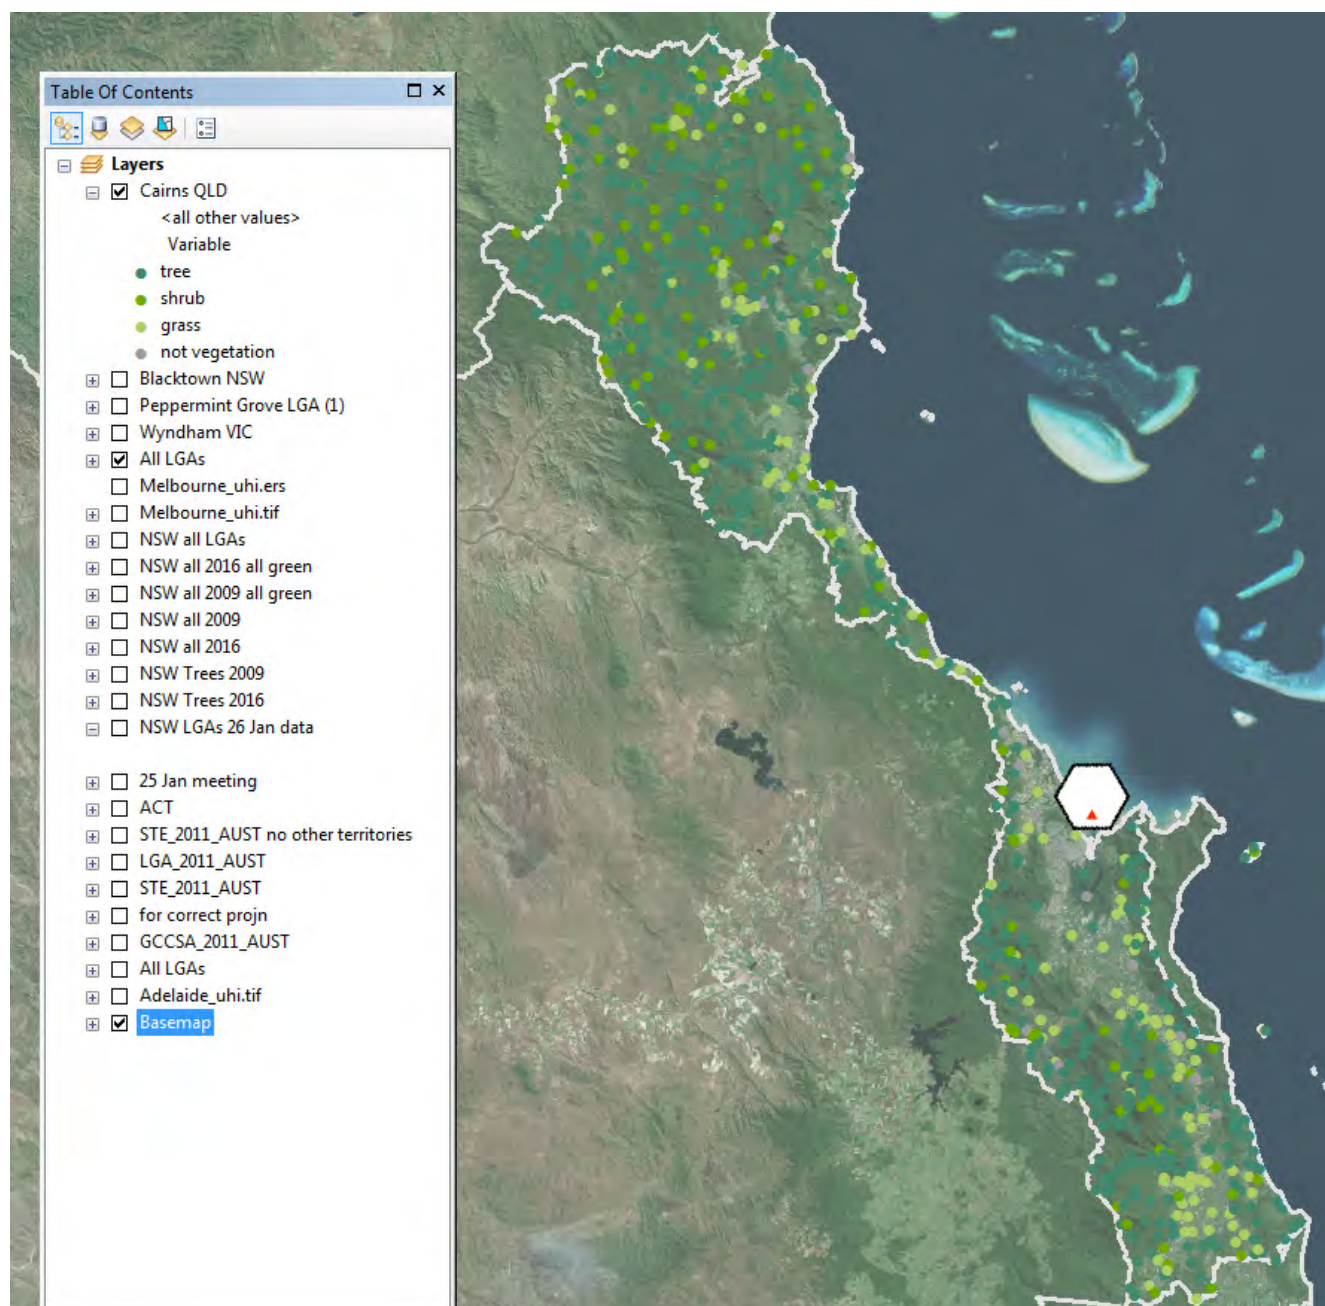 Table Of Contents
Layers
Cairns QLD
<all other values>
Variable
tree
shrub
grass
not vegetation
Blacktown NSW
Peppermint Grove LGA (1)
Wyndham VIC
All LGAs
Melbourne_uhi.ers
Melbourne_uhi.tif
NSW all LGAs
NSW all 2016 all green
NSW all 2009 all green
NSW all 2009
NSW all 2016
NSW Trees 2009
NSW Trees 2016
NSW LGAs 26 Jan data
25 Jan meeting
ACT
STE_2011_AUST no other territories
LGA_2011_AUST
STE_2011_AUST
for correct projn
GCCSA_2011_AUST
All LGAs
Adelaide_uhi.tif
Basemap